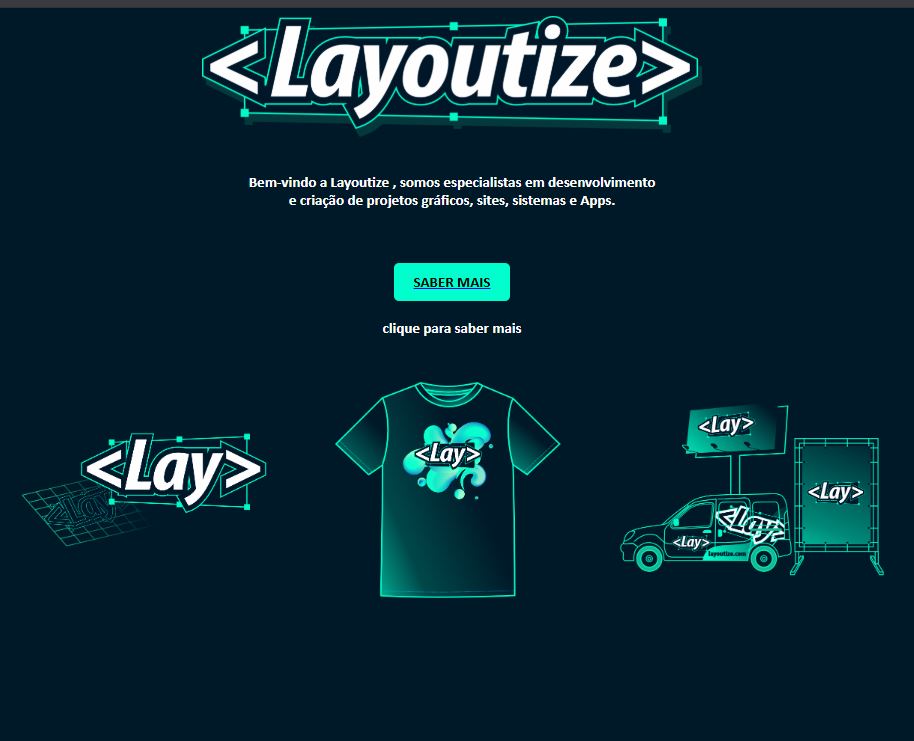 <Layoutize>
Bem-vindo a Layoutize , somos especialistas em desenvolvimento
e criação de projetos gráficos, sites, sistemas e Apps.
SABER MAIS
clique para saber mais
<Lay>
<Lay>
<Lay>
<Lay>
<Lay>
<Lay>
<Lay>
layoutize.com